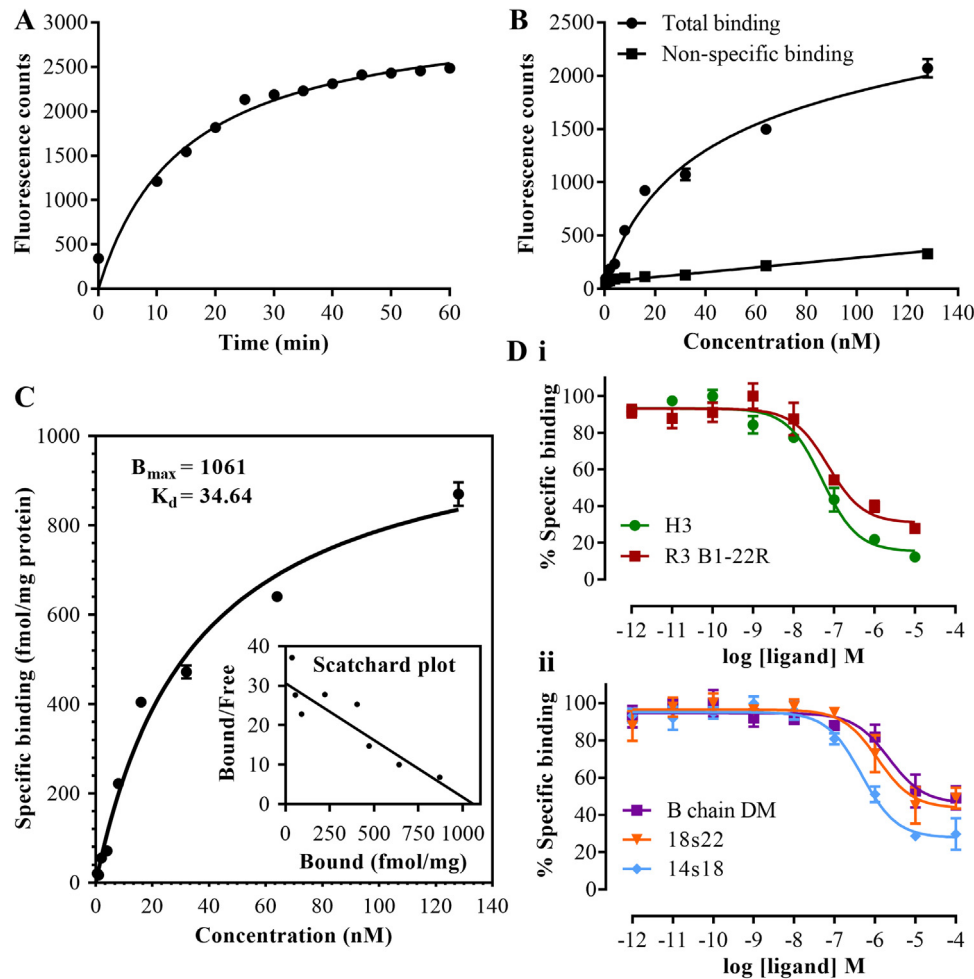 A
Fluorescence counts
3000
2500
2000
1500
1000
500
0
0 10 20 30 40 50 60
Time (min)
B
Total binding
Non-specific binding
Fluorescence counts
2500
2000
1500
1000
500
0
0 20 40 60 80 100 120 140
Concentration (nM)
C
Bmax = 1061
Kd = 34.64
Specific binding (fmol/mg protein)
1000
800
600
400
200
0
0 20 40 60 80 100 120 140
Concentration (nM)
Scatchard plot
Bound/Free
40
30
20
10
0
0 250 500 750 1000
Bound (fmol/mg)
D i
% Specific binding
100
80
60
40
20
0
H3
R3 B1-22R
-12 -11 -10 -9 -8 -7 -6 -5 -4
log [ligand] M
ii
% Specific binding
100
80
60
40
20
0
B chain DM
18s22
14s18
-12 -11 -10 -9 -8 -7 -6 -5 -4
log [ligand] M